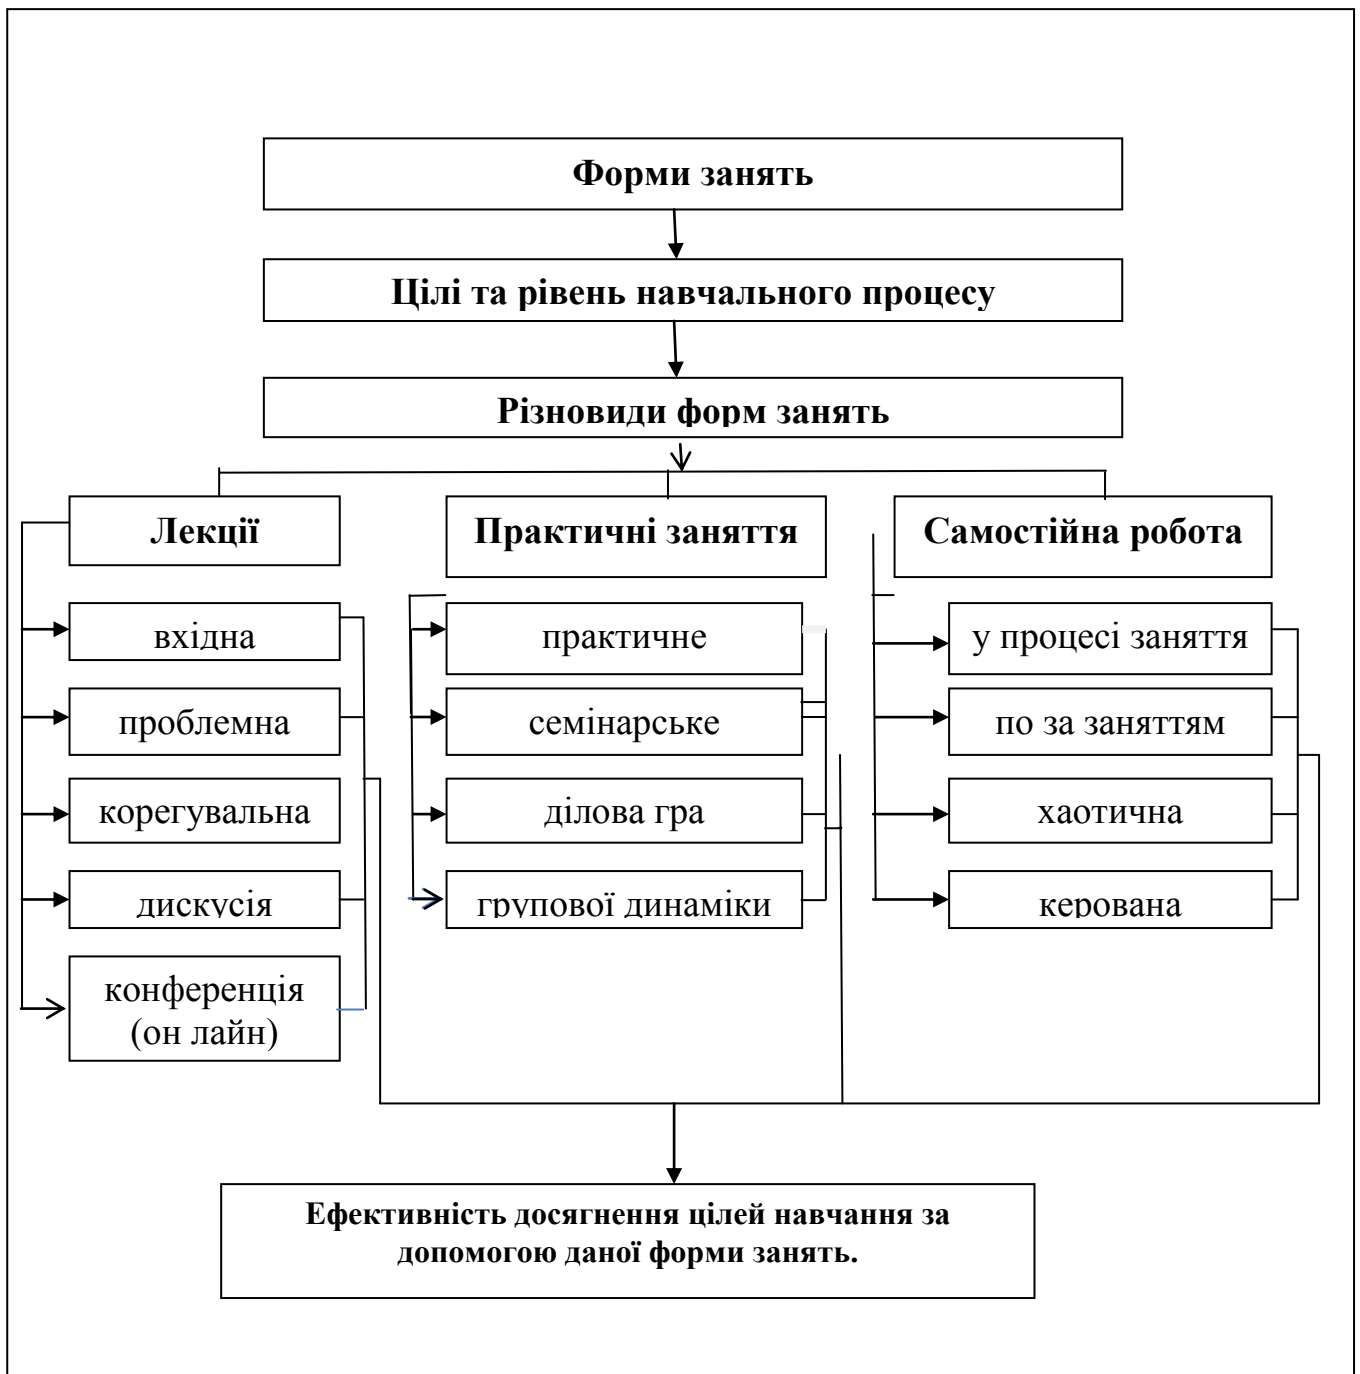 Форми занять
Цілі та рівень навчального процесу
Різновиди форм занять
Лекції
Практичні заняття
Самостійна робота
вхідна
проблемна
корегувальна
дискусія
конференція
(он лайн)
практичне
семінарське
ділова гра
групової динаміки
у процесі заняття
по за заняттям
хаотична
керована
Ефективність досягнення цілей навчання за
допомогою даної форми занять.